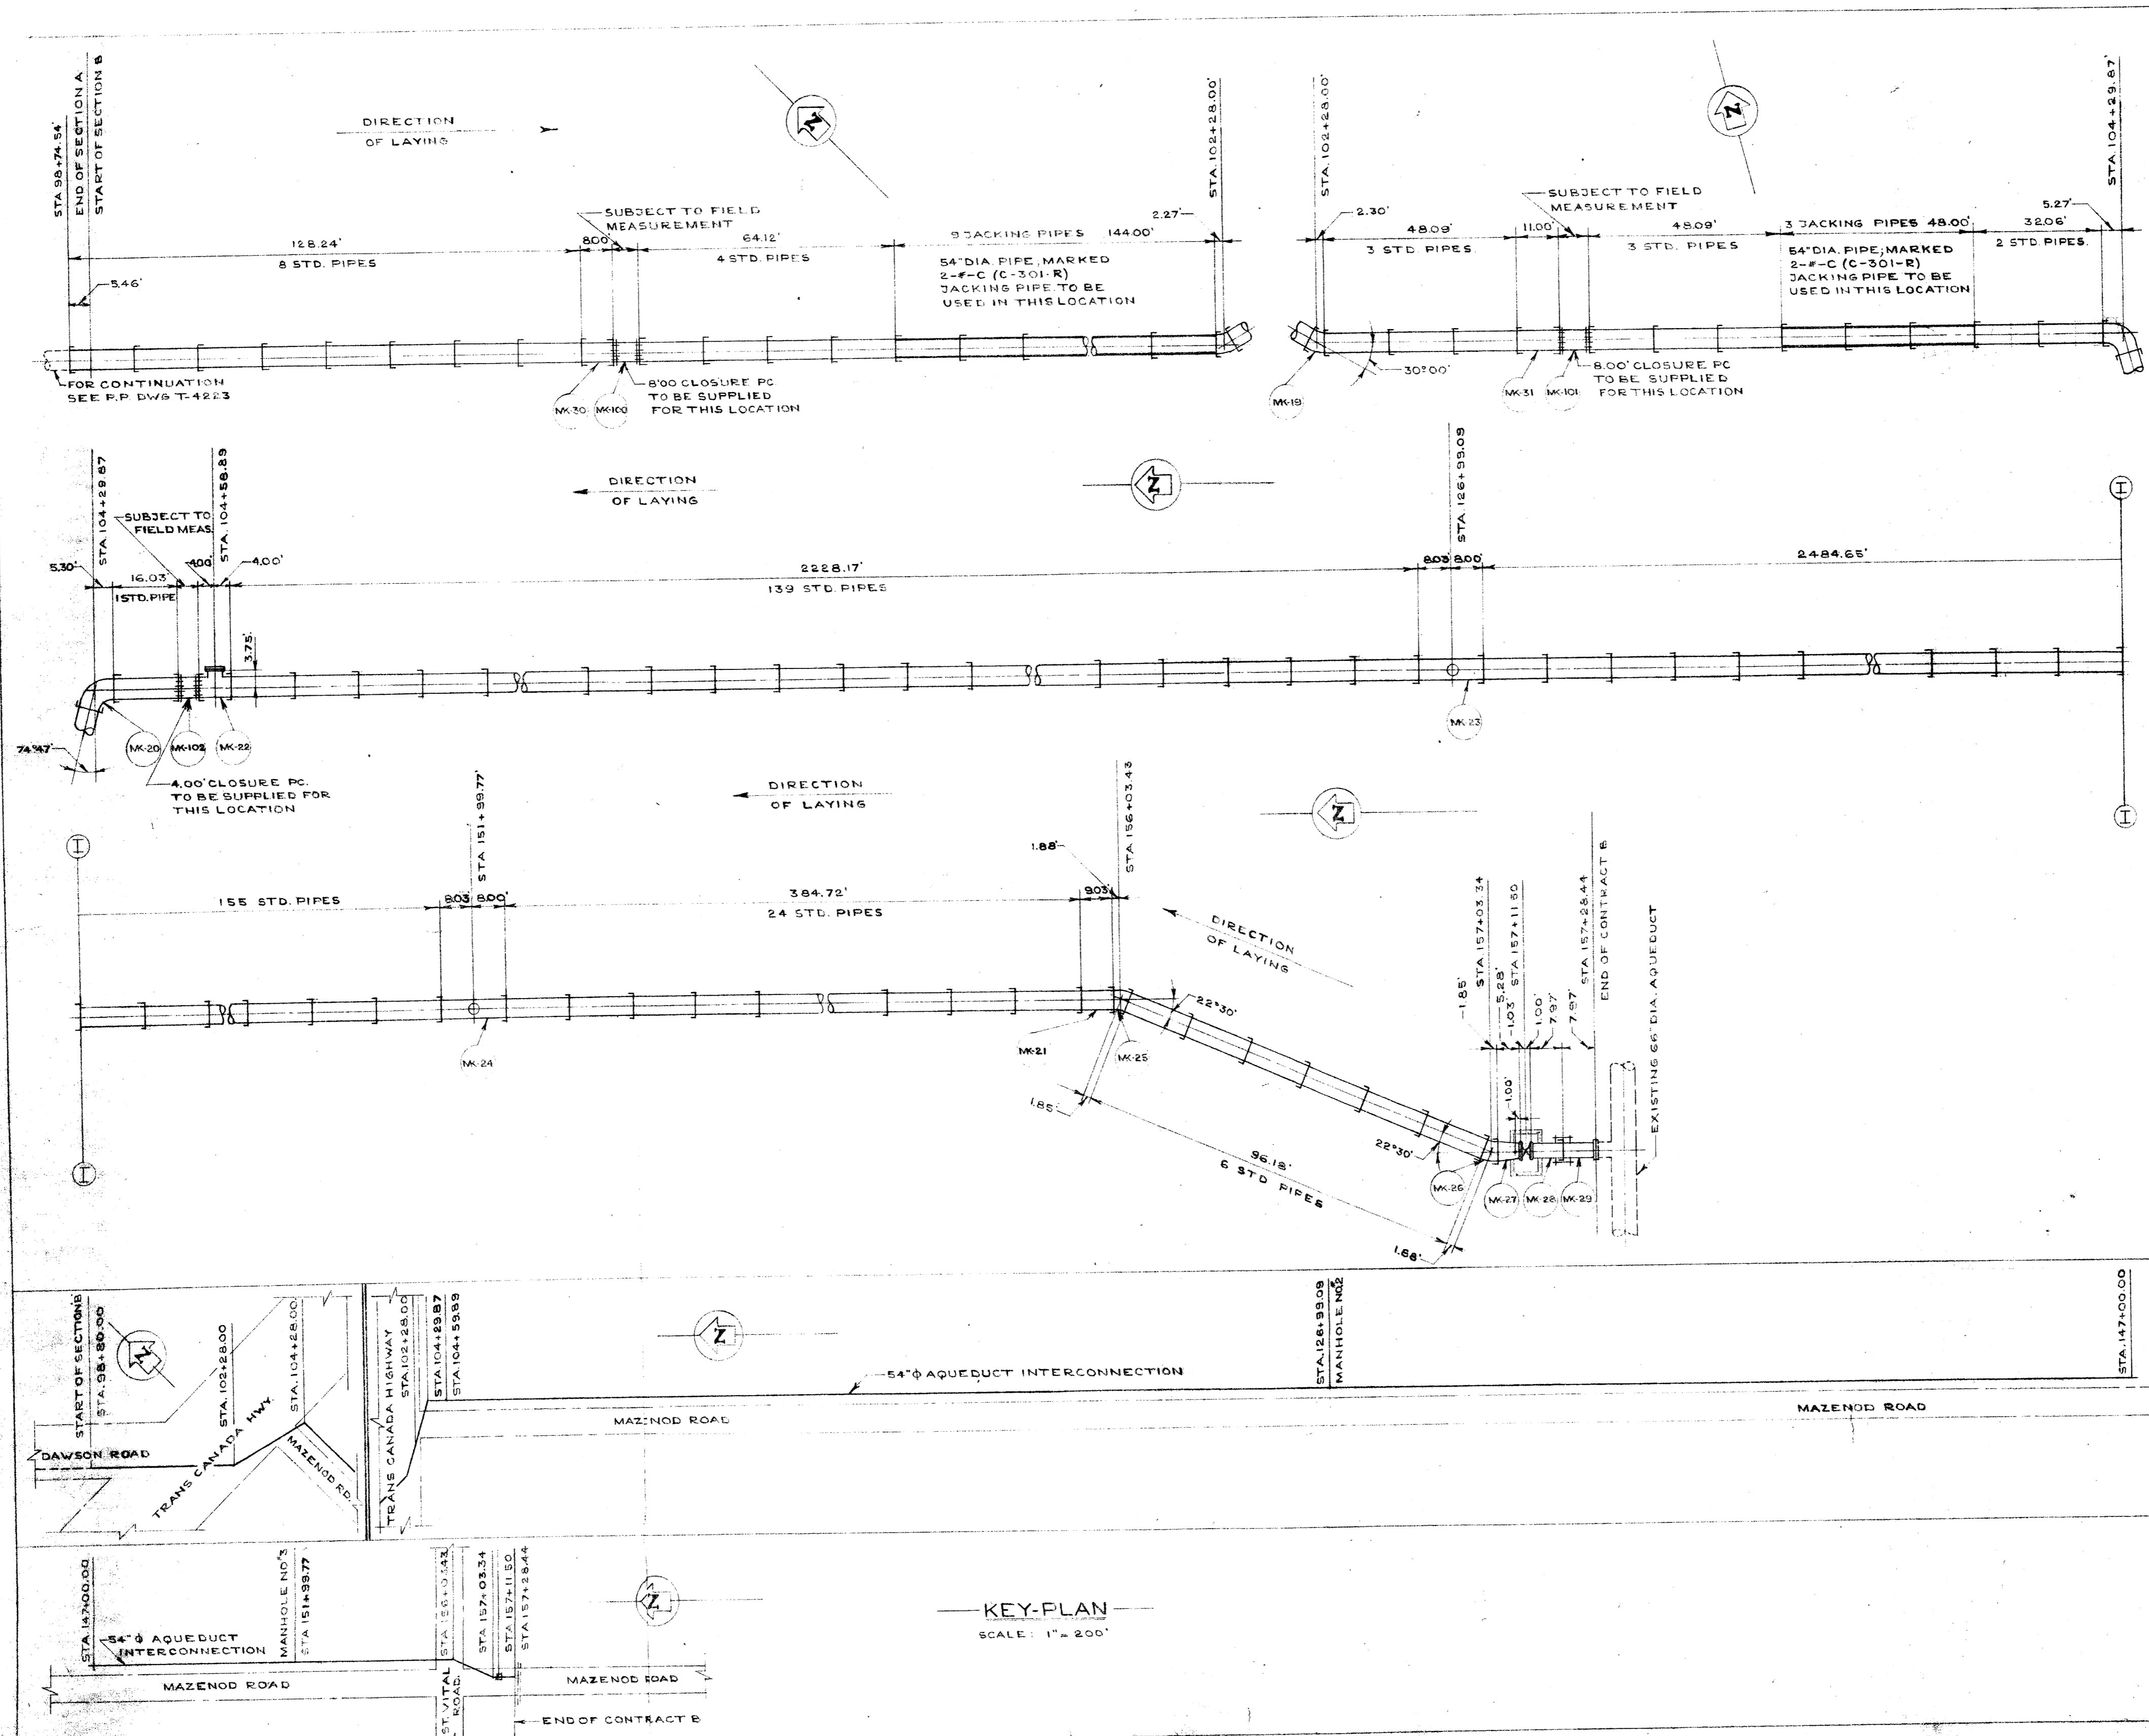 STA 98+74.54'
END OF SECTION A
START OF SECTION B
DIRECTION
OF LAYING
N
STA. 102+28.00'
STA. 102+28.00'
N
STA. 104+29.87'
128.24'
8 STD. PIPES
5.46'
8.00'
SUBJECT TO FIELD
MEASUREMENT
64.12'
4 STD. PIPES
9 JACKING PIPES 144.00'
54" DIA. PIPE, MARKED
2-#-C (C-301-R)
JACKING PIPE TO BE
USED IN THIS LOCATION
2.27'
2.30'
48.09'
3 STD. PIPES.
11.00'
SUBJECT TO FIELD
MEASUREMENT
48.09'
3 STD. PIPES
3 JACKING PIPES 48.00'
54" DIA. PIPE, MARKED
2-#-C (C-301-R)
JACKING PIPE TO BE
USED IN THIS LOCATION
5.27'
32.06'
2 STD. PIPES.
FOR CONTINUATION
SEE P.P. DWG T-4223
MK-30
MK-100
8'00 CLOSURE PC
TO BE SUPPLIED
FOR THIS LOCATION
MK-19
30°00'
MK-31
MK-101
8.00' CLOSURE PC
TO BE SUPPLIED
FOR THIS LOCATION
STA. 104+29.87
STA. 104+58.89
SUBJECT TO
FIELD MEAS.
5.30'
16.03'
1 STD. PIPE
4.00'
4.00'
3.75'
DIRECTION
OF LAYING
N
2228.17'
139 STD. PIPES
STA. 126+99.09
8.03' 8.00'
2484.65'
I
I
MK-23
74°47'
MK-20
MK-102
MK-22
4.00' CLOSURE PC.
TO BE SUPPLIED FOR
THIS LOCATION
DIRECTION
OF LAYING
N
I
155 STD. PIPES
STA 151+99.77'
8.03' 8.00'
384.72'
24 STD. PIPES
1.88'
8.03'
STA 156+03.43
DIRECTION
OF LAYING
STA 157+03.34
STA 157+11.50
STA 157+28.44
END OF CONTRACT B
EXISTING 66" DIA. AQUEDUCT
1.85'
5.28'
1.03'
1.00'
7.97'
7.97'
1.00'
MK-24
MK-21
MK-25
22°30'
1.85'
96.18'
6 STD PIPES
22°30'
1.88'
MK-26
MK-27
MK-28
MK-29
I
START OF SECTION B
STA. 98+80.00
N
STA. 102+28.00
STA. 104+28.00
DAWSON ROAD
TRANS CANADA HWY.
MAZENOD RD.
TRANS CANADA HIGHWAY
STA. 102+28.00
STA. 104+29.87
STA. 104+59.89
N
54"Φ AQUEDUCT INTERCONNECTION
MAZENOD ROAD
STA. 126+99.09
MANHOLE NO.2
MAZENOD ROAD
STA. 147+00.00
STA. 147+00.00
54"Φ AQUEDUCT
INTERCONNECTION
MAZENOD ROAD
MANHOLE NO.3
STA 151+99.77
STA 156+03.43
ST. VITAL
ROAD.
STA 157+03.34
STA 157+11.50
STA 157+28.44
N
MAZENOD ROAD
END OF CONTRACT B
KEY-PLAN
SCALE: 1" = 200'